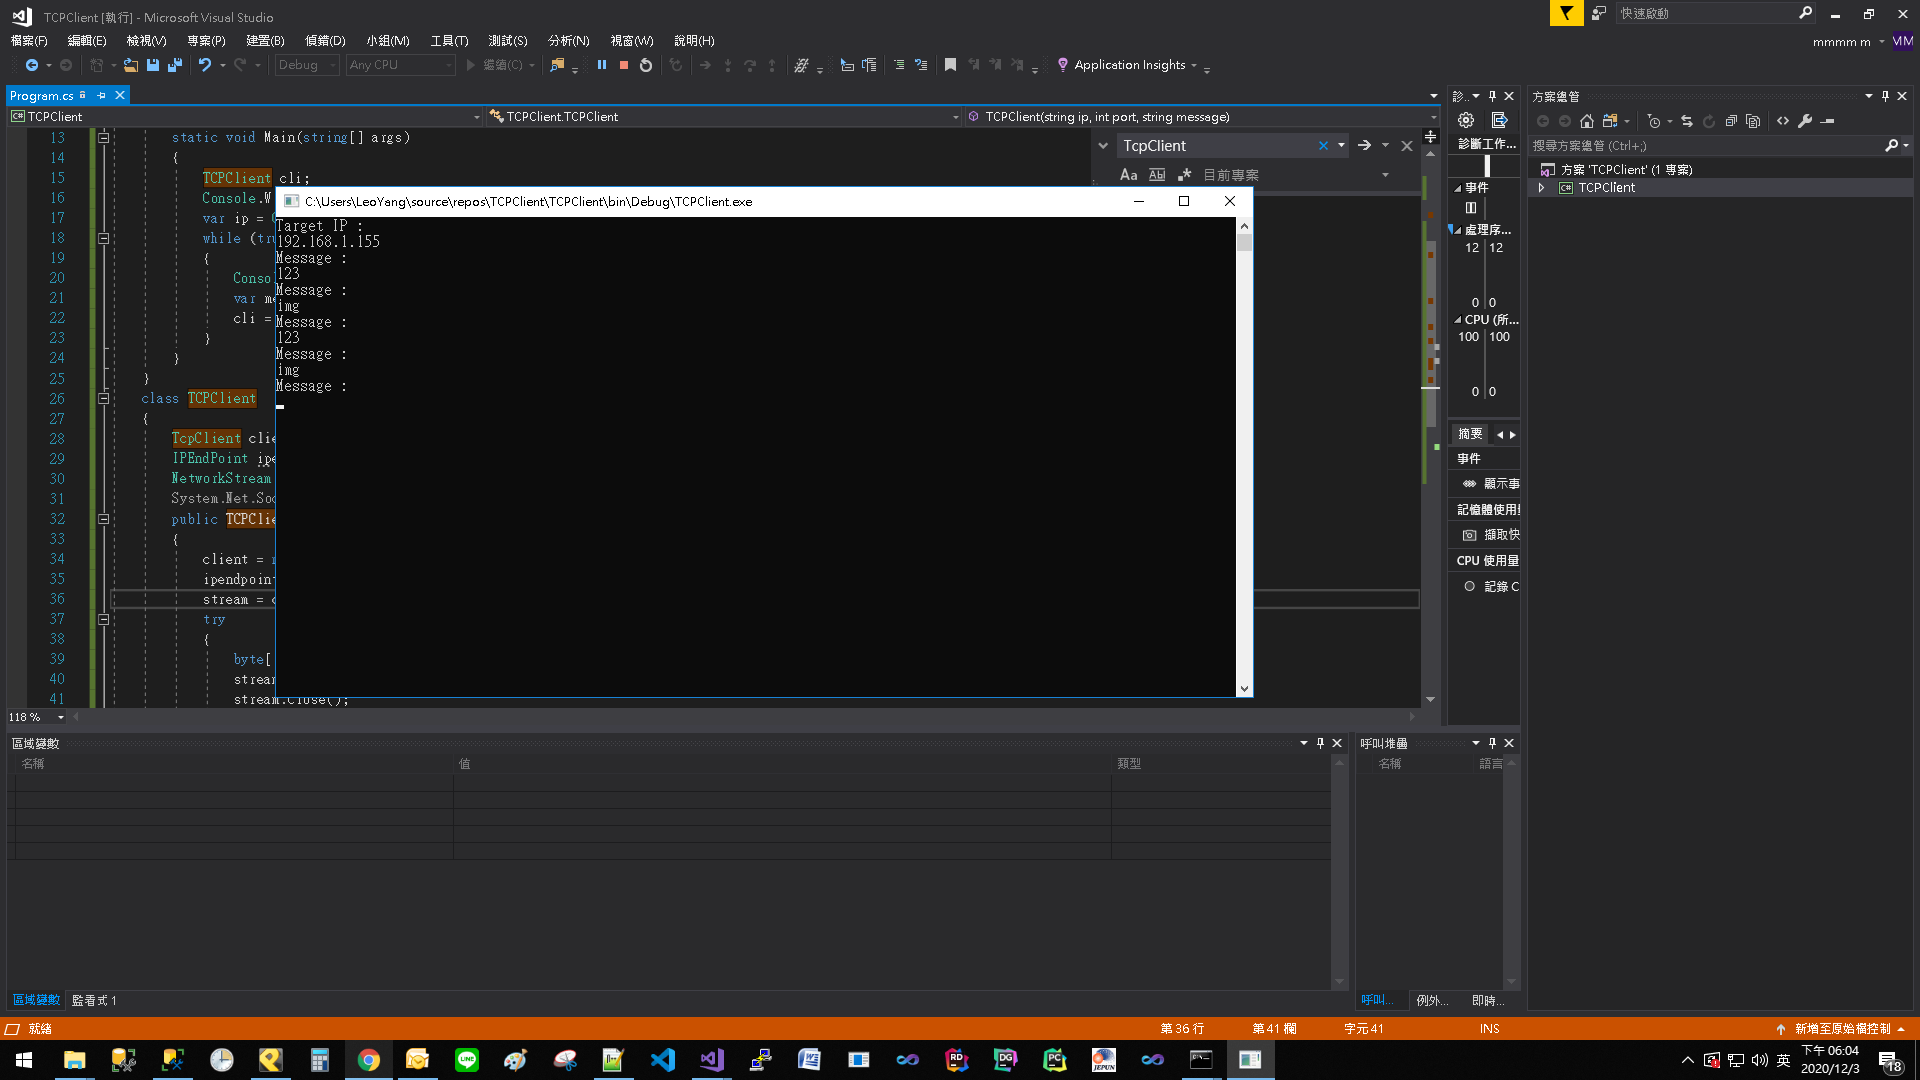 TCPClient [執行] - Microsoft Visual Studio
快速啟動
檔案(F) 編輯(E) 檢視(V) 專案(P) 建置(B) 偵錯(D) 小組(M) 工具(T) 測試(S) 分析(N) 視窗(W) 說明(H)
mmmm m MM
Debug Any CPU 繼續(C) Application Insights
Program.cs
TCPClient TCPClient.TCPClient TCPClient(string ip, int port, string message)
TcpClient
Aa Ab 目前專案
13 static void Main(string[] args)
14 {
15 TCPClient cli;
16 Console.W
17 var ip =
18 while (tru
19 {
20 Conso
21 var me
22 cli =
23 }
24 }
25 }
26 class TCPClient
27 {
28 TcpClient clie
29 IPEndPoint ipe
30 NetworkStream
31 System.Net.Soc
32 public TCPClie
33 {
34 client =
35 ipendpoint
36 stream =
37 try
38 {
39 byte[
40 strea
41 stream.Close();
118 %
C:\Users\LeoYang\source\repos\TCPClient\TCPClient\bin\Debug\TCPClient.exe
Target IP :
192.168.1.155
Message :
123
Message :
img
Message :
123
Message :
img
Message :
診..
診斷工作...
事件
處理序...
12 12
0 0
CPU (所...
100 100
0 0
摘要
事件
顯示事
記憶體使用量
擷取快
CPU 使用量
記錄 C
方案總管
搜尋方案總管 (Ctrl+;)
方案 'TCPClient' (1 專案)
TCPClient
區域變數
名稱 值 類型
區域變數 監看式 1
呼叫堆疊
名稱 語言
呼叫... 例外... 即時...
就緒 第 36 行 第 41 欄 字元 41 INS 新增至原始檔控制
英 下午 06:04
2020/12/3
18